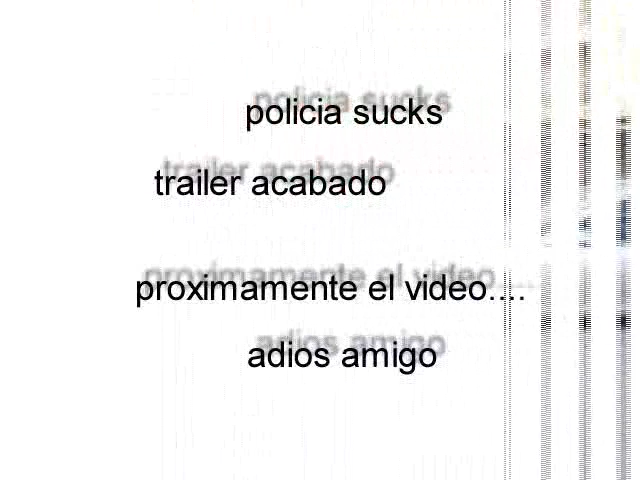 policia sucks
trailer acabado
proximamente el video....
adios amigo